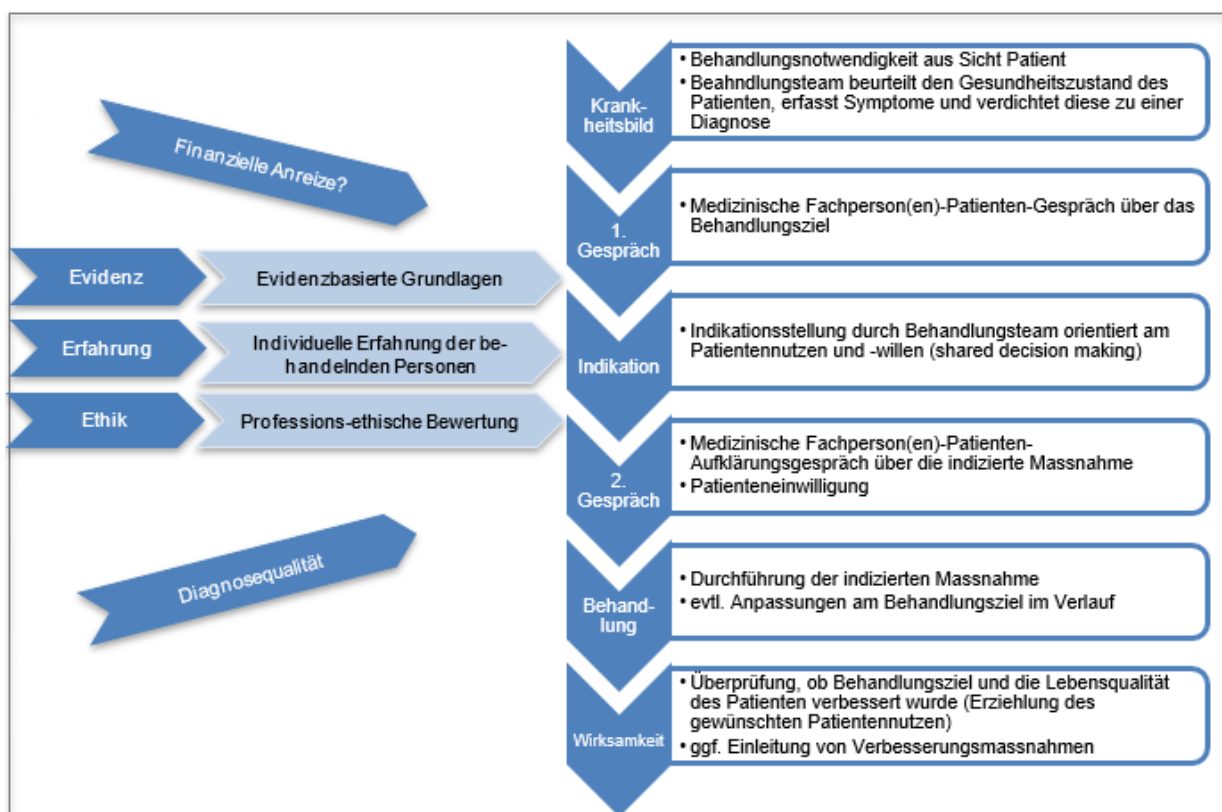 Finanzielle Anreize?
Evidenz
Evidenzbasierte Grundlagen
Erfahrung
Individuelle Erfahrung der be-
handelnden Personen
Ethik
Professions-ethische Bewertung
Diagnosequalität
Krank-
heitsbild
• Behandlungsnotwendigkeit aus Sicht Patient
• Beahndlungsteam beurteilt den Gesundheitszustand des
Patienten, erfasst Symptome und verdichtet diese zu einer
Diagnose
1.
Gespräch
• Medizinische Fachperson(en)-Patienten-Gespräch über das
Behandlungsziel
Indikation
• Indikationsstellung durch Behandlungsteam orientiert am
Patientennutzen und -willen (shared decision making)
2.
Gespräch
• Medizinische Fachperson(en)-Patienten-
Aufklärungsgespräch über die indizierte Massnahme
• Patienteneinwilligung
Behand-
lung
• Durchführung der indizierten Massnahme
• evtl. Anpassungen am Behandlungsziel im Verlauf
Wirksamkeit
• Überprüfung, ob Behandlungsziel und die Lebensqualität
des Patienten verbessert wurde (Erziehlung des
gewünschten Patientennutzen)
• ggf. Einleitung von Verbesserungsmassnahmen